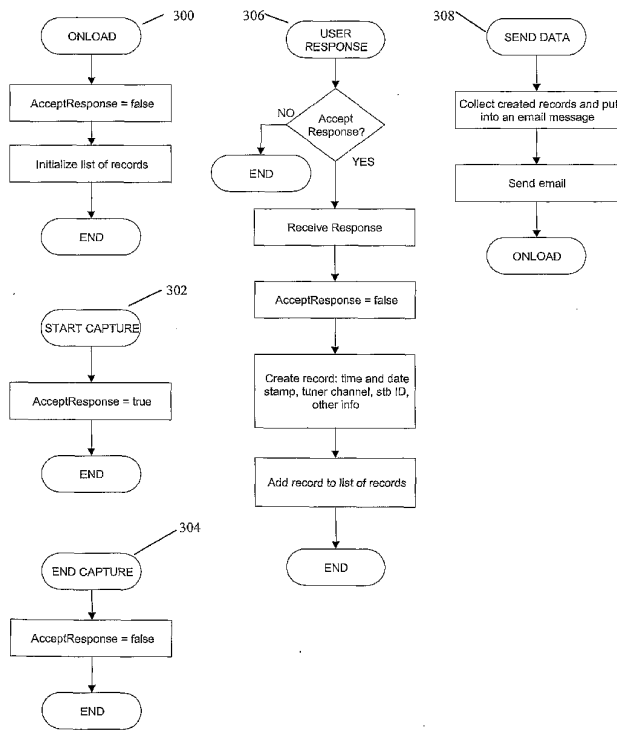 300
ONLOAD
AcceptResponse = false
Initialize list of records
END
302
START CAPTURE
AcceptResponse = true
END
304
END CAPTURE
AcceptResponse = false
END
306
USER
RESPONSE
Accept
Response?
NO
END
YES
Receive Response
AcceptResponse = false
Create record: time and date
stamp, tuner channel, stb ID,
other info
Add record to list of records
END
308
SEND DATA
Collect created records and put
into an email message
Send email
ONLOAD